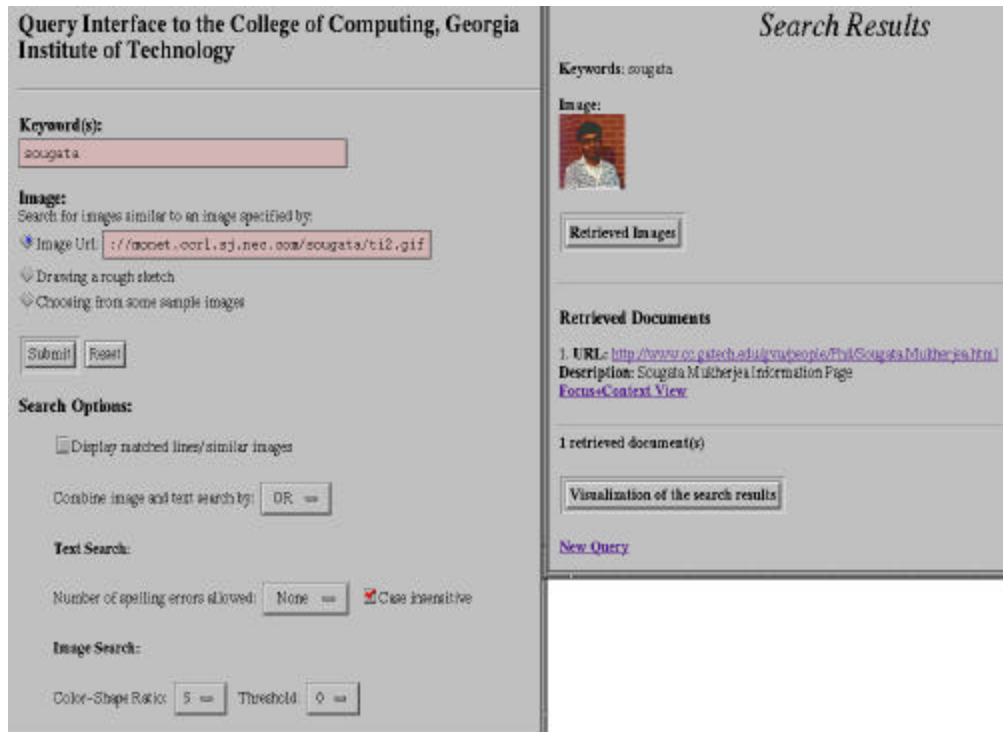 Query Interface to the College of Computing, Georgia
Institute of Technology
Keyword(s):
sougata
Image:
Search for images similar to an image specified by:
Image Url: ://monet.ccrl.sj.nec.com/sougata/ti2.gif
Drawing a rough sketch
Choosing from some sample images
Submit Reset
Search Options:
Display matched lines/similar images
Combine image and text search by: OR
Text Search:
Number of spelling errors allowed: None Case insensitive
Image Search:
Color-Shape Ratio: 5 Threshold: 0
Search Results
Keywords: sougata
Image:
Retrieved Images
Retrieved Documents
1. URL: http://www.cc.gatech.edu/gvu/people/Phd/Sougata.Mukherjea.html
Description: Sougata Mukherjea Information Page
Focus+Context View
1 retrieved document(s)
Visualization of the search results
New Query